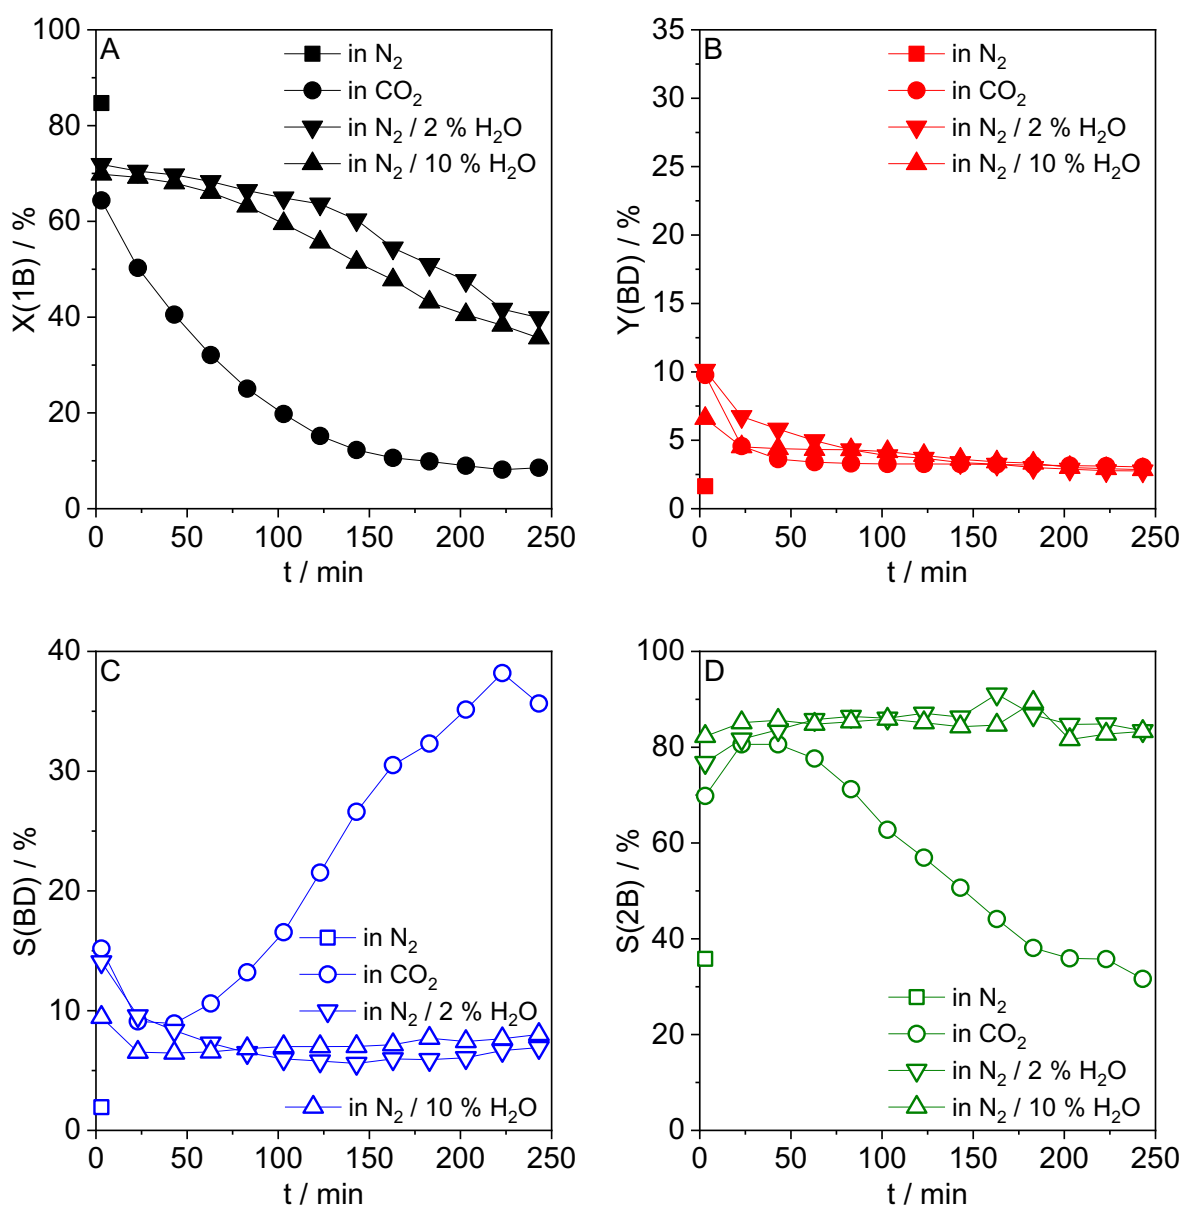 A
in N₂
in CO₂
in N₂ / 2 % H₂O
in N₂ / 10 % H₂O
100
80
60
40
20
0
X(1B) / %
0 50 100 150 200 250
t / min
B
in N₂
in CO₂
in N₂ / 2 % H₂O
in N₂ / 10 % H₂O
35
30
25
20
15
10
5
0
Y(BD) / %
0 50 100 150 200 250
t / min
C
in N₂
in CO₂
in N₂ / 2 % H₂O
in N₂ / 10 % H₂O
40
30
20
10
0
S(BD) / %
0 50 100 150 200 250
t / min
D
in N₂
in CO₂
in N₂ / 2 % H₂O
in N₂ / 10 % H₂O
100
80
60
40
20
0
S(2B) / %
0 50 100 150 200 250
t / min